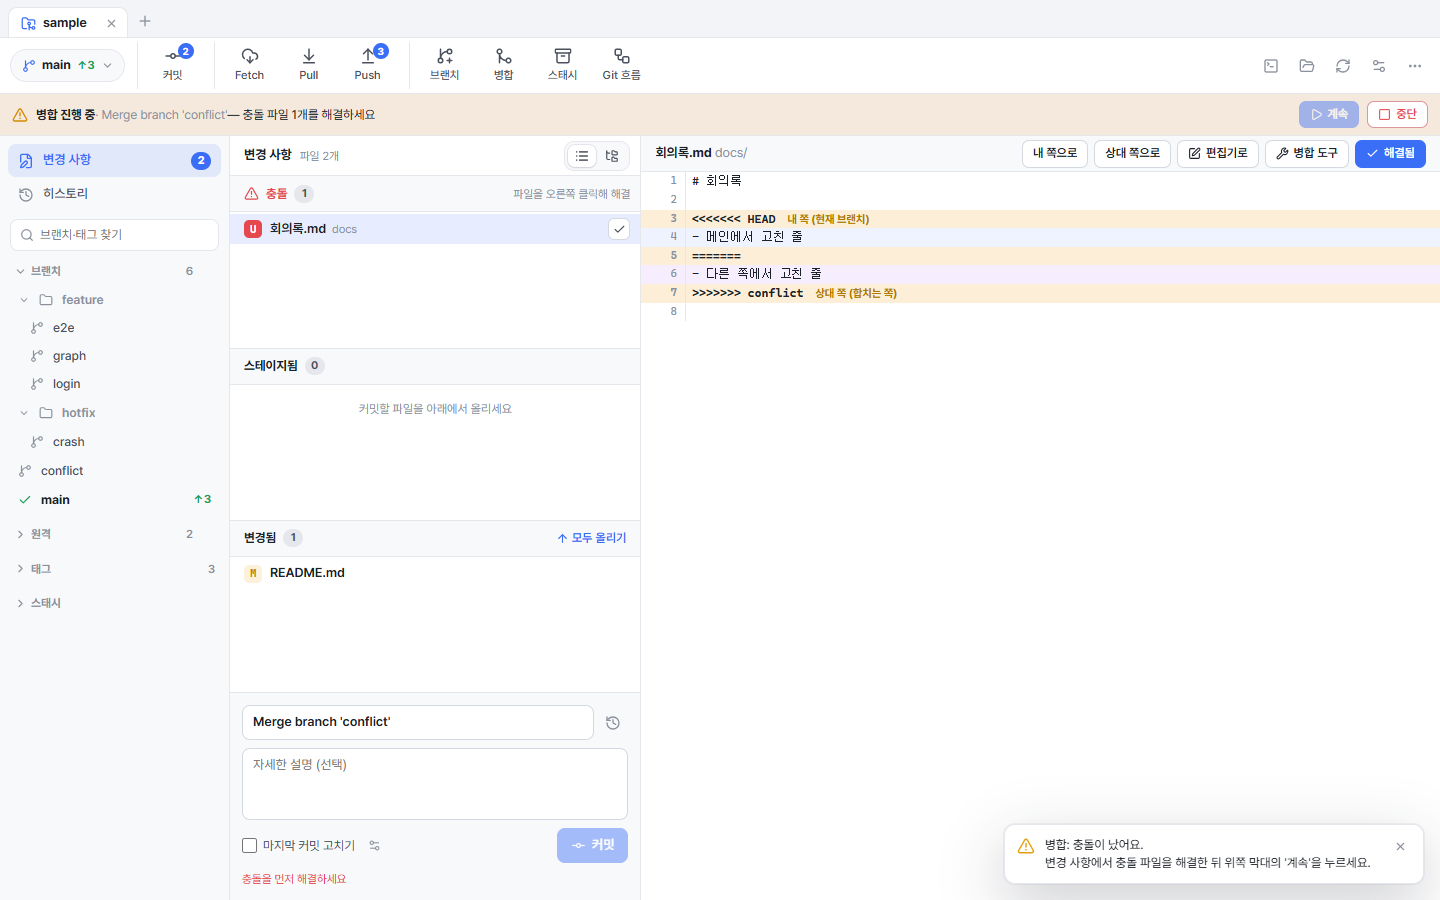 sample
main ↑3
커밋 2
Fetch
Pull
Push 3
브랜치
병합
스태시
Git 흐름
병합 진행 중 · Merge branch 'conflict' — 충돌 파일 1개를 해결하세요
계속
중단
변경 사항 2
히스토리
브랜치·태그 찾기
브랜치 6
feature
e2e
graph
login
hotfix
crash
conflict
main ↑3
원격 2
태그 3
스태시
변경 사항 파일 2개
충돌 1 파일을 오른쪽 클릭해 해결
U 회의록.md docs
스테이지됨 0
커밋할 파일을 아래에서 올리세요
변경됨 1 ↑ 모두 올리기
M README.md
Merge branch 'conflict'
자세한 설명 (선택)
마지막 커밋 고치기
커밋
충돌을 먼저 해결하세요
회의록.md docs/
내 쪽으로
상대 쪽으로
편집기로
병합 도구
해결됨
1 # 회의록
2
3 <<<<<<< HEAD 내 쪽 (현재 브랜치)
4 - 메인에서 고친 줄
5 =======
6 - 다른 쪽에서 고친 줄
7 >>>>>>> conflict 상대 쪽 (합치는 쪽)
8
병합: 충돌이 났어요.
변경 사항에서 충돌 파일을 해결한 뒤 위쪽 막대의 '계속'을 누르세요.